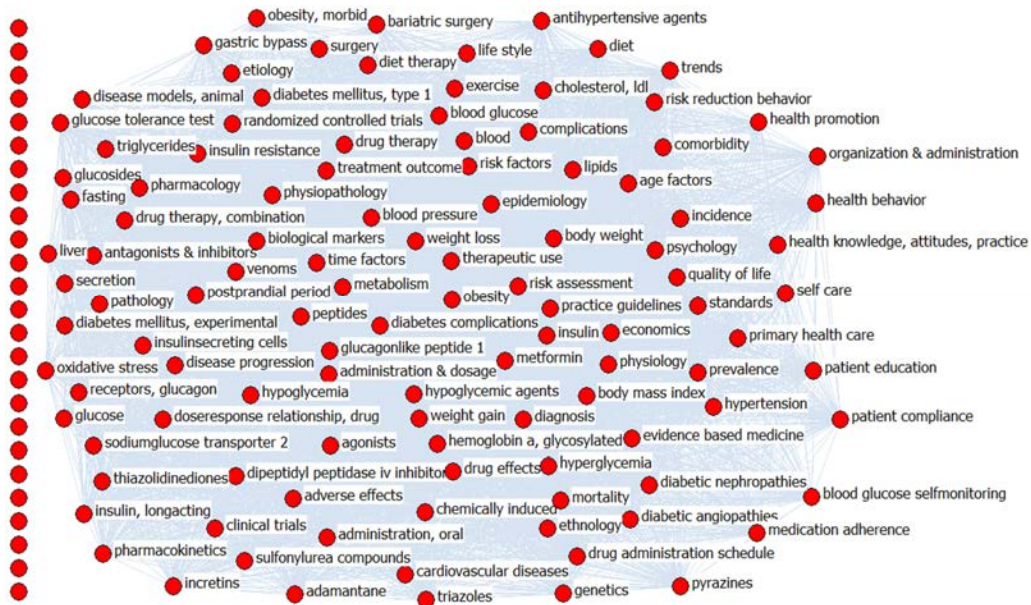 obesity, morbid
bariatric surgery
antihypertensive agents
gastric bypass
surgery
life style
diet
etiology
diet therapy
trends
disease models, animal
diabetes mellitus, type 1
exercise
cholesterol, ldl
risk reduction behavior
glucose tolerance test
randomized controlled trials
blood glucose
health promotion
triglycerides
insulin resistance
drug therapy
blood
complications
comorbidity
organization & administration
glucosides
pharmacology
treatment outcome
risk factors
lipids
age factors
fasting
physiopathology
epidemiology
health behavior
drug therapy, combination
blood pressure
incidence
liver
antagonists & inhibitors
biological markers
weight loss
body weight
psychology
health knowledge, attitudes, practice
secretion
venoms
time factors
therapeutic use
quality of life
pathology
postprandial period
metabolism
obesity
risk assessment
practice guidelines
standards
self care
diabetes mellitus, experimental
peptides
diabetes complications
insulin
economics
primary health care
insulinsecreting cells
glucagonlike peptide 1
oxidative stress
disease progression
administration & dosage
metformin
physiology
prevalence
patient education
receptors, glucagon
hypoglycemia
hypoglycemic agents
body mass index
hypertension
glucose
doseresponse relationship, drug
weight gain
diagnosis
patient compliance
sodiumglucose transporter 2
agonists
hemoglobin a, glycosylated
evidence based medicine
thiazolidinediones
dipeptidyl peptidase iv inhibitor
drug effects
hyperglycemia
diabetic nephropathies
insulin, longacting
adverse effects
chemically induced
mortality
blood glucose selfmonitoring
clinical trials
administration, oral
ethnology
diabetic angiopathies
medication adherence
pharmacokinetics
sulfonylurea compounds
cardiovascular diseases
drug administration schedule
incretins
adamantane
triazoles
genetics
pyrazines